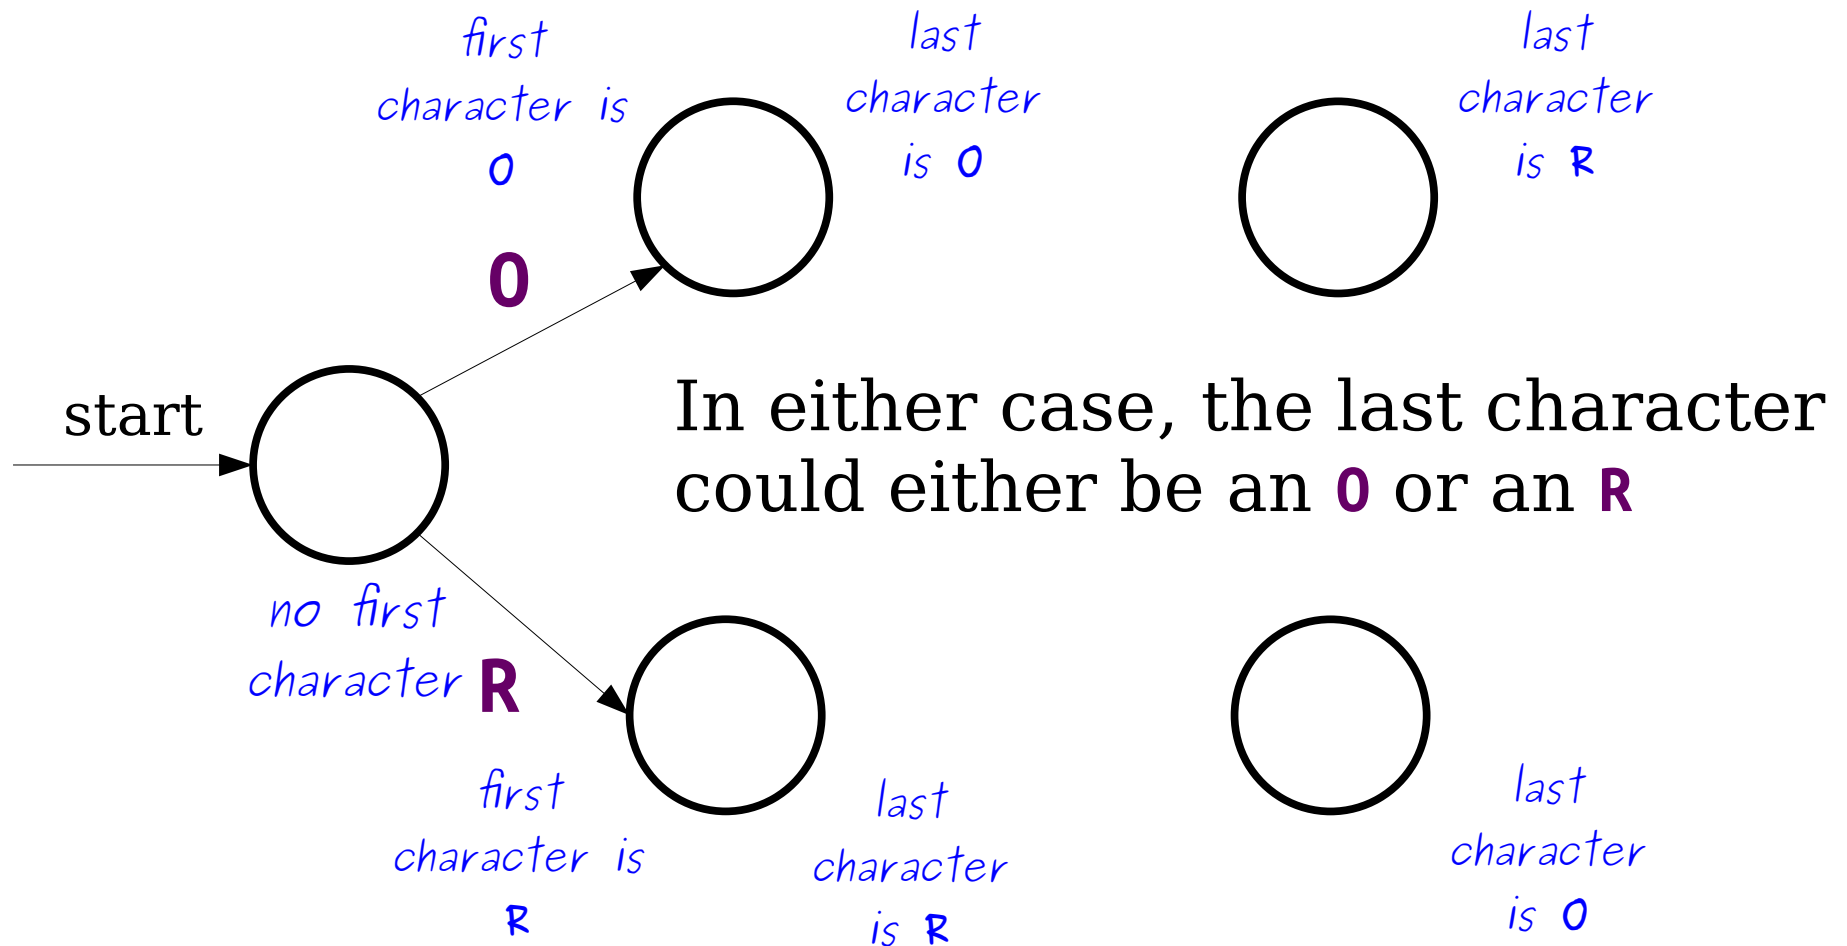 first
character is
O
last
character
is O
last
character
is R
O
start
In either case, the last character
could either be an O or an R
no first
character
R
first
character is
R
last
character
is R
last
character
is O